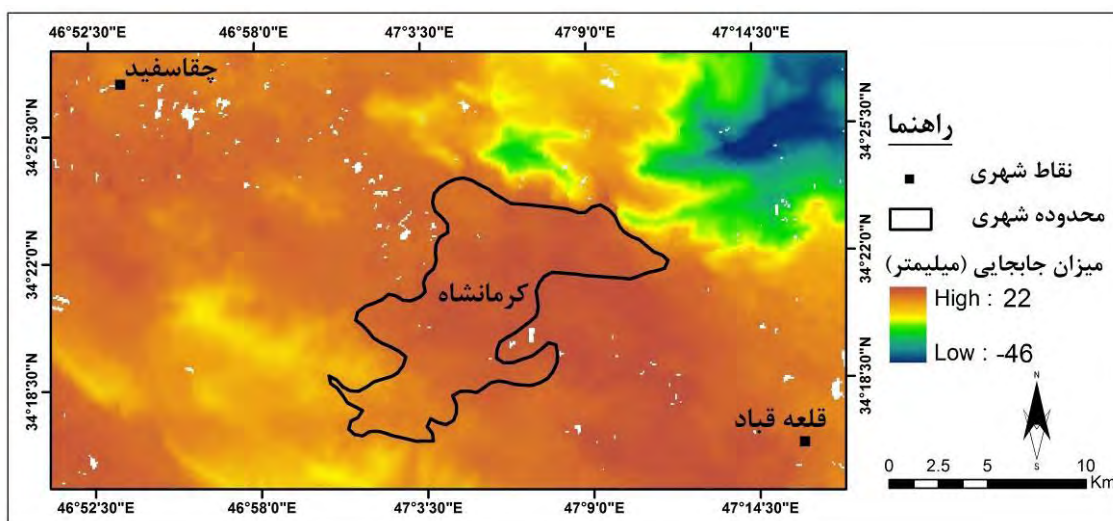 46°52'30"E 46°58'0"E 47°3'30"E 47°9'0"E 47°14'30"E
چقاسفید
34°25'30"N
34°25'30"N
راهنما
نقاط شهری
محدوده شهری
34°22'0"N
34°22'0"N
میزان جابجایی (میلیمتر)
کرمانشاه
High : 22
Low : -46
34°18'30"N
34°18'30"N
قلعه قباد
N
S
0 2.5 5 10
Km
46°52'30"E 46°58'0"E 47°3'30"E 47°9'0"E 47°14'30"E